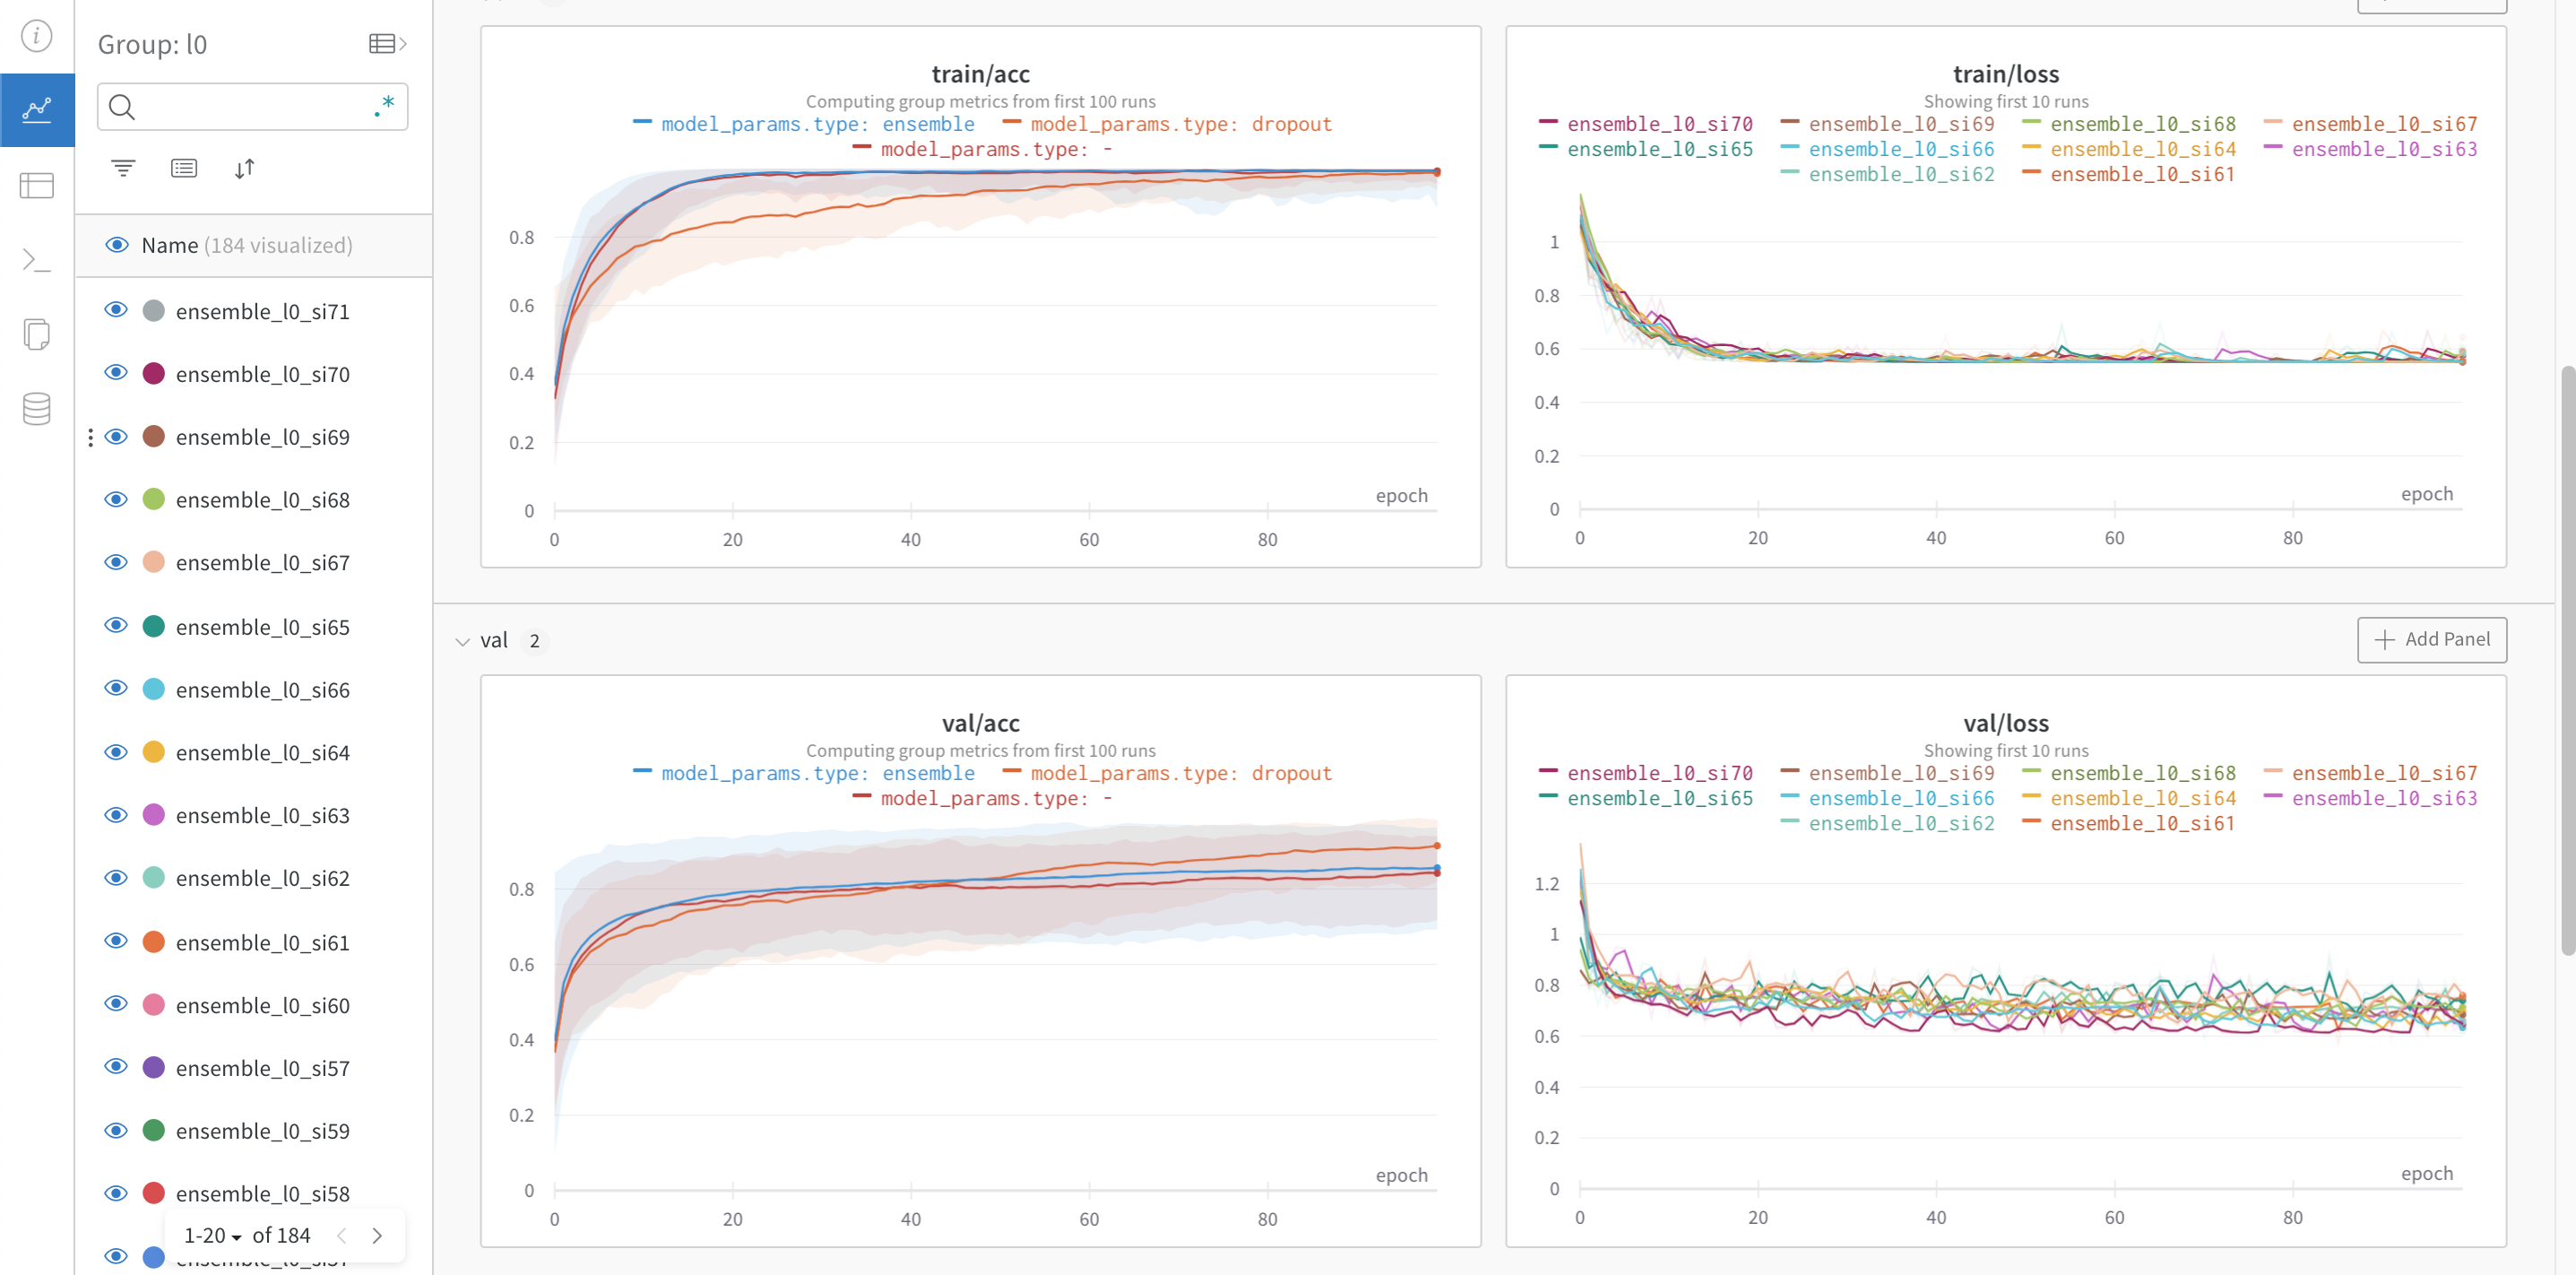 Group: l0
.*
Name (184 visualized)
ensemble_l0_si71
ensemble_l0_si70
ensemble_l0_si69
ensemble_l0_si68
ensemble_l0_si67
ensemble_l0_si65
ensemble_l0_si66
ensemble_l0_si64
ensemble_l0_si63
ensemble_l0_si62
ensemble_l0_si61
ensemble_l0_si60
ensemble_l0_si57
ensemble_l0_si59
ensemble_l0_si58
1-20 of 184
train/acc
Computing group metrics from first 100 runs
model_params.type: ensemble model_params.type: dropout
model_params.type: -
0.8
0.6
0.4
0.2
0
epoch
0 20 40 60 80
train/loss
Showing first 10 runs
ensemble_l0_si70 ensemble_l0_si69 ensemble_l0_si68 ensemble_l0_si67
ensemble_l0_si65 ensemble_l0_si66 ensemble_l0_si64 ensemble_l0_si63
ensemble_l0_si62 ensemble_l0_si61
1
0.8
0.6
0.4
0.2
0
epoch
0 20 40 60 80
val 2
Add Panel
val/acc
Computing group metrics from first 100 runs
model_params.type: ensemble model_params.type: dropout
model_params.type: -
0.8
0.6
0.4
0.2
0
epoch
0 20 40 60 80
val/loss
Showing first 10 runs
ensemble_l0_si70 ensemble_l0_si69 ensemble_l0_si68 ensemble_l0_si67
ensemble_l0_si65 ensemble_l0_si66 ensemble_l0_si64 ensemble_l0_si63
ensemble_l0_si62 ensemble_l0_si61
1.2
1
0.8
0.6
0.4
0.2
0
epoch
0 20 40 60 80